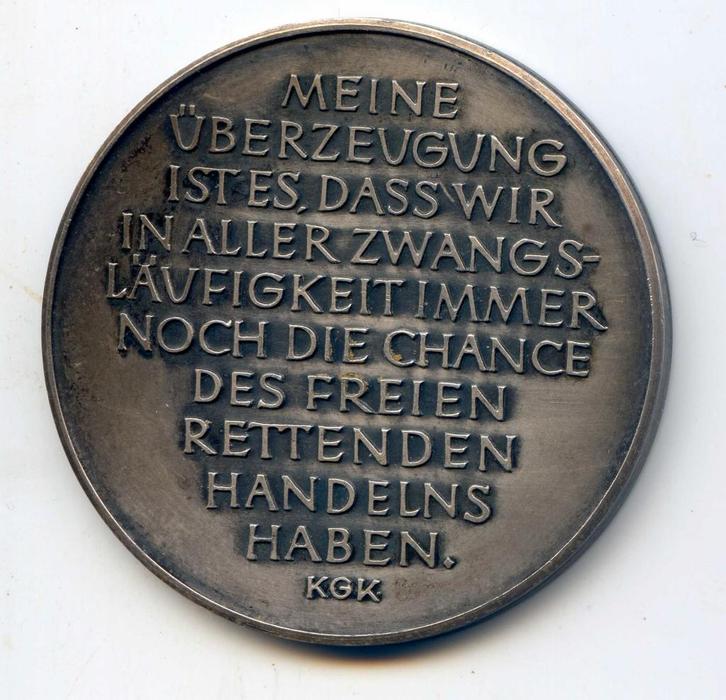 MEINE
ÜBERZEUGUNG
IST ES, DASS WIR
IN ALLER ZWANGS-
LÄUFIGKEIT IMMER
NOCH DIE CHANCE
DES FREIEN
RETTENDEN
HANDELNS
HABEN.
KGK